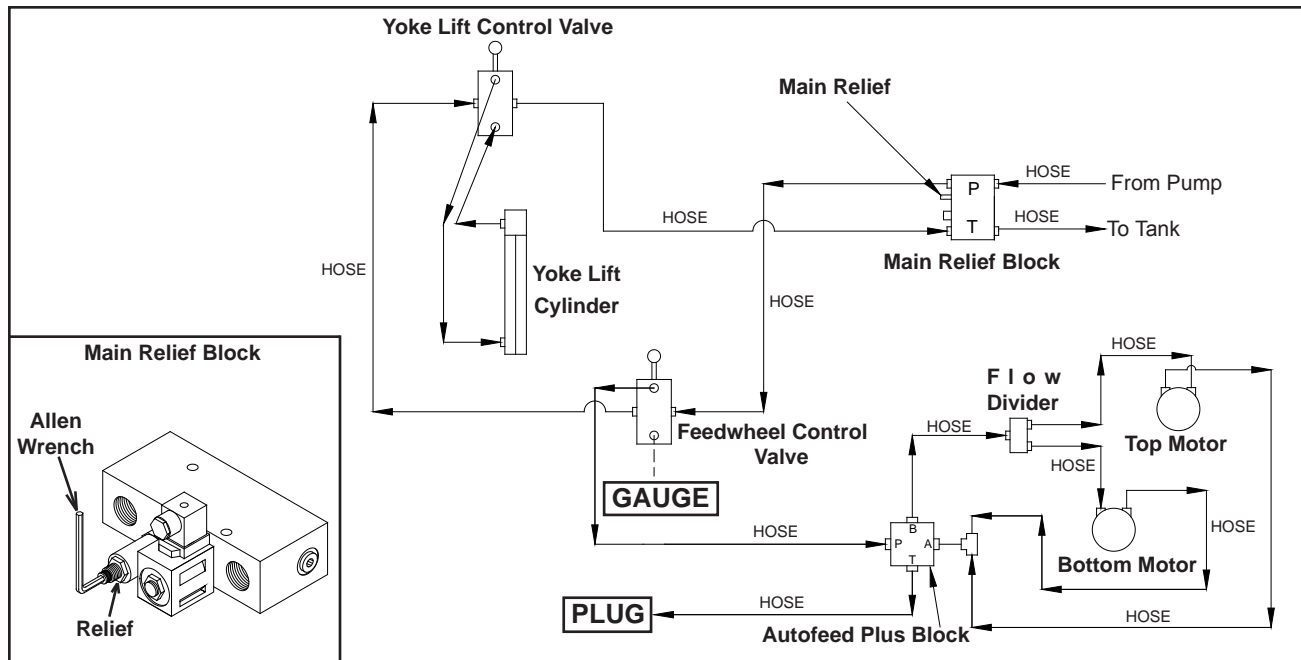 Yoke Lift Control Valve
Main Relief
HOSE
From Pump
P
T
HOSE
To Tank
HOSE
Main Relief Block
HOSE
Yoke Lift
Cylinder
HOSE
Main Relief Block
Allen
Wrench
Relief
Feedwheel Control
Valve
GAUGE
Flow
Divider
HOSE
HOSE
HOSE
Top Motor
HOSE
Bottom Motor
HOSE
B
P
A
T
HOSE
PLUG
HOSE
Autofeed Plus Block
HOSE